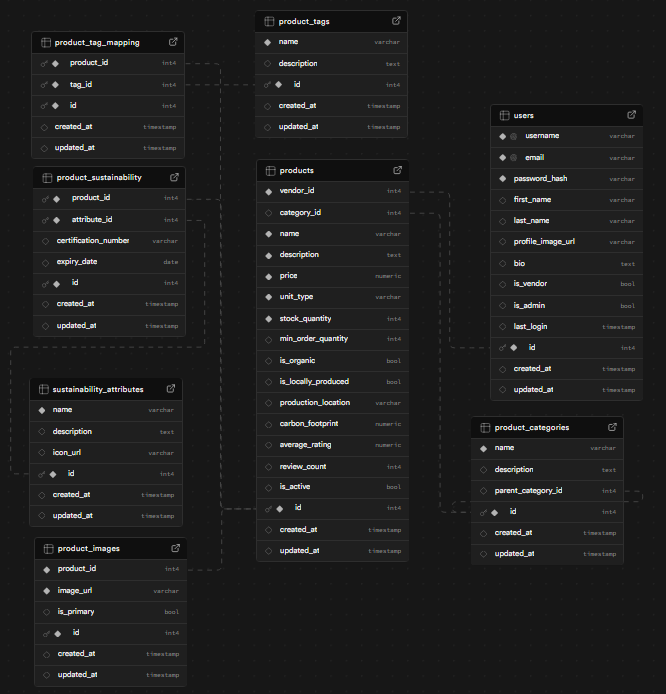 product_tag_mapping
product_id int4
tag_id int4
id int4
created_at timestamp
updated_at timestamp
product_sustainability
product_id int4
attribute_id int4
certification_number varchar
expiry_date date
id int4
created_at timestamp
updated_at timestamp
sustainability_attributes
name varchar
description text
icon_url varchar
id int4
created_at timestamp
updated_at timestamp
product_images
product_id int4
image_url varchar
is_primary bool
id int4
created_at timestamp
updated_at timestamp
product_tags
name varchar
description text
id int4
created_at timestamp
updated_at timestamp
products
vendor_id int4
category_id int4
name varchar
description text
price numeric
unit_type varchar
stock_quantity int4
min_order_quantity int4
is_organic bool
is_locally_produced bool
production_location varchar
carbon_footprint numeric
average_rating numeric
review_count int4
is_active bool
id int4
created_at timestamp
updated_at timestamp
users
username varchar
email varchar
password_hash varchar
first_name varchar
last_name varchar
profile_image_url varchar
bio text
is_vendor bool
is_admin bool
last_login timestamp
id int4
created_at timestamp
updated_at timestamp
product_categories
name varchar
description text
parent_category_id int4
id int4
created_at timestamp
updated_at timestamp